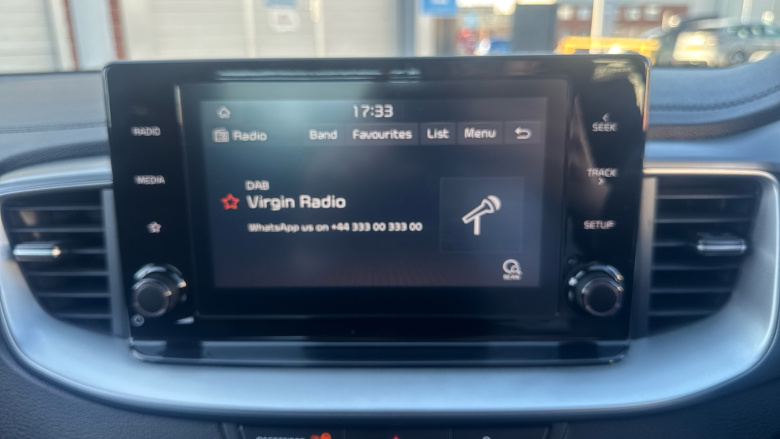 17:33
RADIO
MEDIA
Radio Band Favourites List Menu
DAB
Virgin Radio
WhatsApp us on +44 333 00 333 00
SCAN
SEEK
TRACK
SETUP